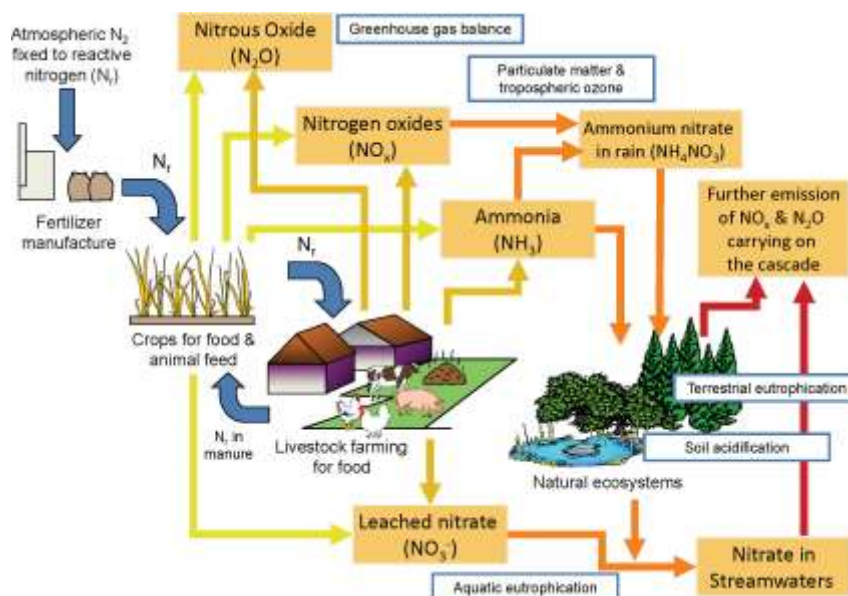 Atmospheric N₂
fixed to reactive
nitrogen (Nᵣ)
Nitrous Oxide
(N₂O)
Greenhouse gas balance
Particulate matter &
tropospheric ozone
Nitrogen oxides
(NOₓ)
Ammonium nitrate
in rain (NH₄NO₃)
Nᵣ
Fertilizer
manufacture
Ammonia
(NH₃)
Further emission
of NOₓ & N₂O
carrying on
the cascade
Nᵣ
Crops for food &
animal feed
Terrestrial eutrophication
Nᵣ in
manure
Livestock farming
for food
Soil acidification
Natural ecosystems
Leached nitrate
(NO₃⁻)
Nitrate in
Streamwaters
Aquatic eutrophication